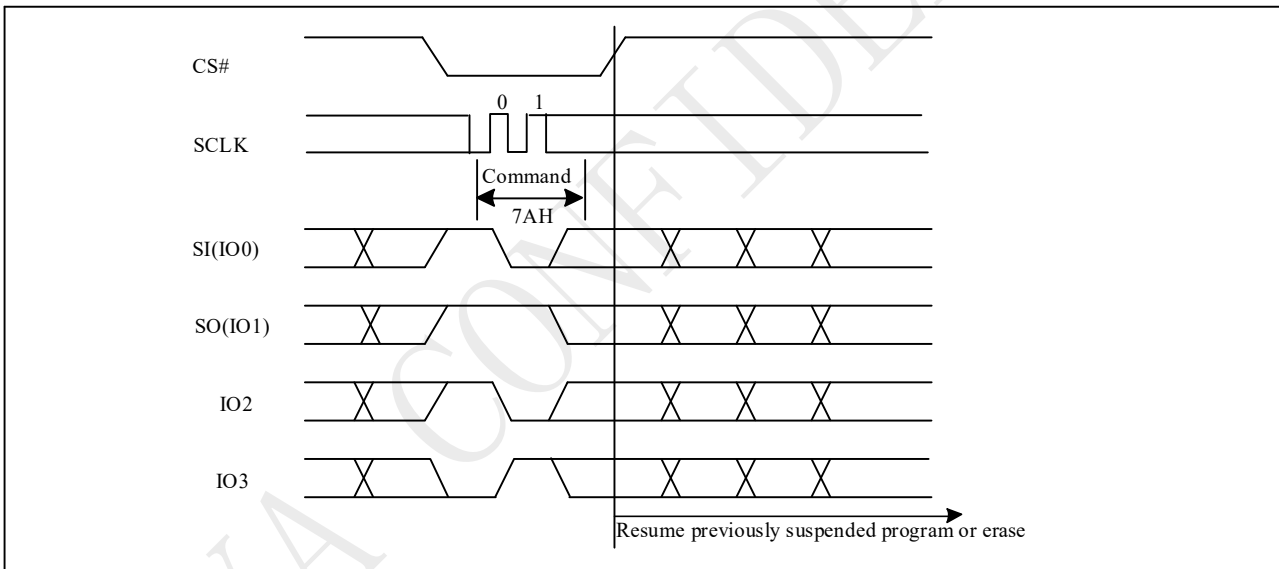 CS#
0 1
SCLK
Command
7AH
SI(IO0)
SO(IO1)
IO2
IO3
Resume previously suspended program or erase